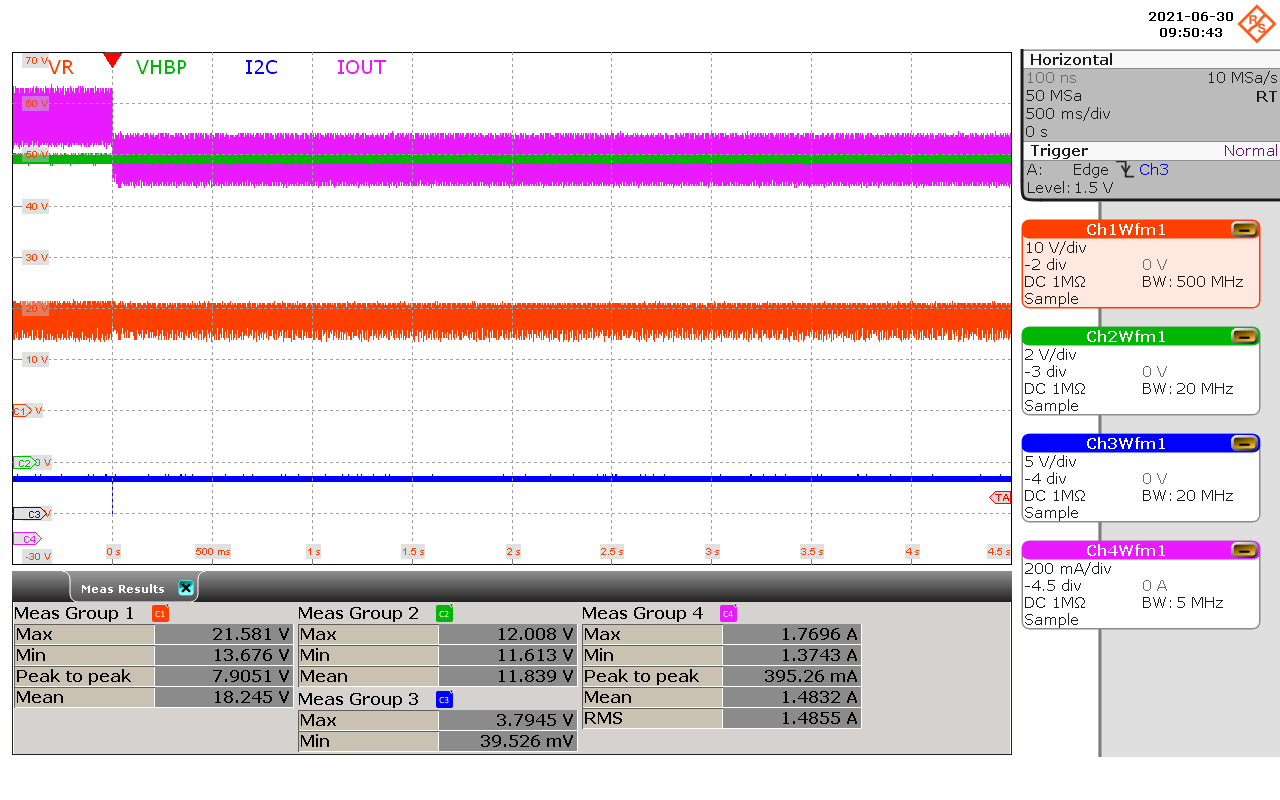 2021-06-30
09:50:43
R&S
VR VHBP I2C IOUT
70 V
60 V
50 V
40 V
30 V
20 V
10 V
C1 V
C2 0 V
C3 V
C4
-30 V
TA
0 s 500 ms 1 s 1.5 s 2 s 2.5 s 3 s 3.5 s 4 s 4.5 s
Horizontal
100 ns 10 MSa/s
50 MSa RT
500 ms/div
0 s
Trigger Normal
A: Edge Ch3
Level: 1.5 V
Ch1Wfm1
10 V/div
-2 div 0 V
DC 1MΩ BW: 500 MHz
Sample
Ch2Wfm1
2 V/div
-3 div 0 V
DC 1MΩ BW: 20 MHz
Sample
Ch3Wfm1
5 V/div
-4 div 0 V
DC 1MΩ BW: 20 MHz
Sample
Ch4Wfm1
200 mA/div
-4.5 div 0 A
DC 1MΩ BW: 5 MHz
Sample
Meas Results
Meas Group 1 C1
Max 21.581 V
Min 13.676 V
Peak to peak 7.9051 V
Mean 18.245 V
Meas Group 2 C2
Max 12.008 V
Min 11.613 V
Mean 11.839 V
Meas Group 3 C3
Max 3.7945 V
Min 39.526 mV
Meas Group 4 C4
Max 1.7696 A
Min 1.3743 A
Peak to peak 395.26 mA
Mean 1.4832 A
RMS 1.4855 A